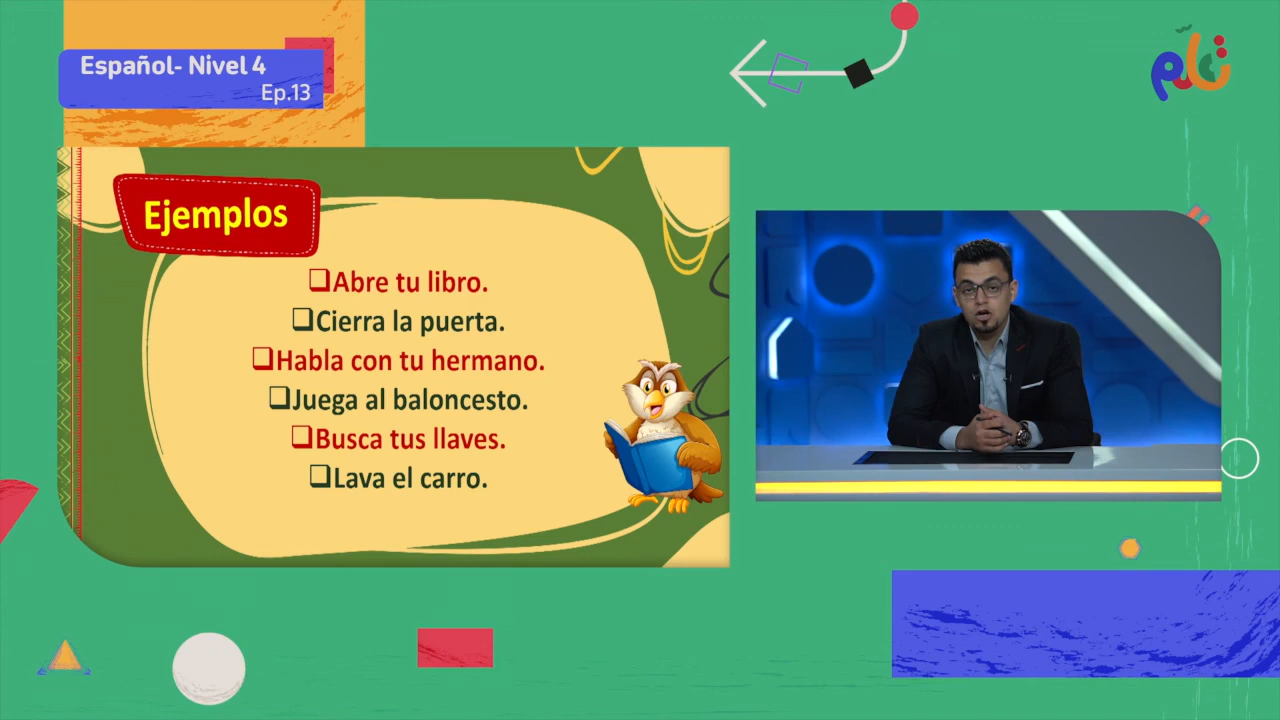 Español- Nivel 4
Ep.13
Ejemplos
❑Abre tu libro.
❑Cierra la puerta.
❑Habla con tu hermano.
❑Juega al baloncesto.
❑Busca tus llaves.
❑Lava el carro.